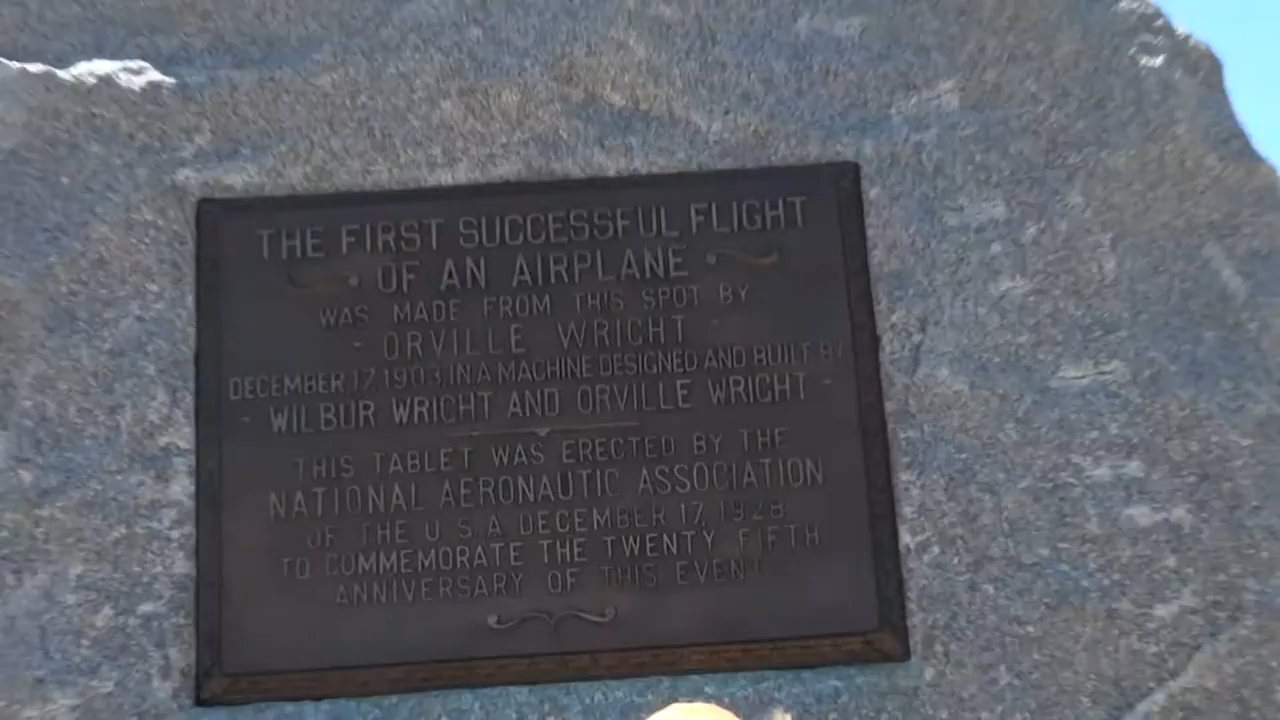 THE FIRST SUCCESSFUL FLIGHT
OF AN AIRPLANE
WAS MADE FROM THIS SPOT BY
- ORVILLE WRIGHT -
DECEMBER 17, 1903, IN A MACHINE DESIGNED AND BUILT BY
- WILBUR WRIGHT AND ORVILLE WRIGHT -
THIS TABLET WAS ERECTED BY THE
NATIONAL AERONAUTIC ASSOCIATION
OF THE U.S.A. DECEMBER 17, 1928
TO COMMEMORATE THE TWENTY FIFTH
ANNIVERSARY OF THIS EVENT